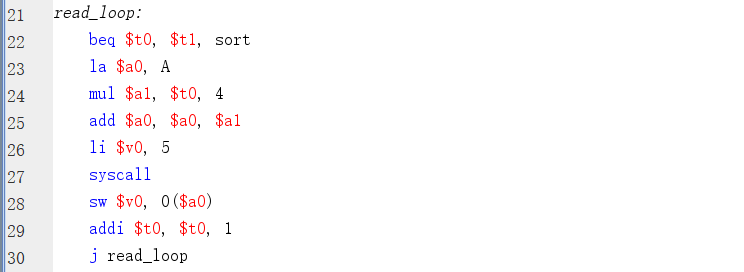 21 read_loop:
22 beq $t0, $t1, sort
23 la $a0, A
24 mul $a1, $t0, 4
25 add $a0, $a0, $a1
26 li $v0, 5
27 syscall
28 sw $v0, 0($a0)
29 addi $t0, $t0, 1
30 j read_loop